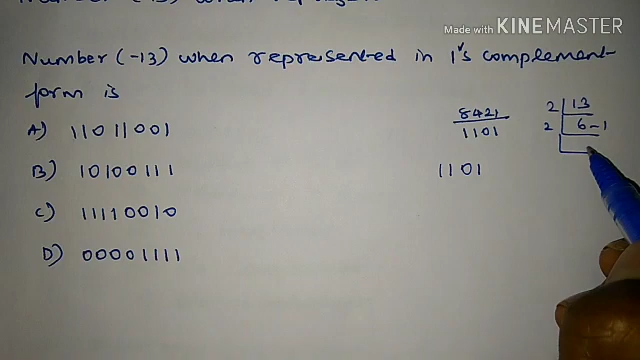 Made with KINEMASTER
Number (-13) when represented in 1's complement
form is
A) 11011001
B) 10100111
C) 11110010
D) 00001111
8421
1101
1101
2 13
2 6-1